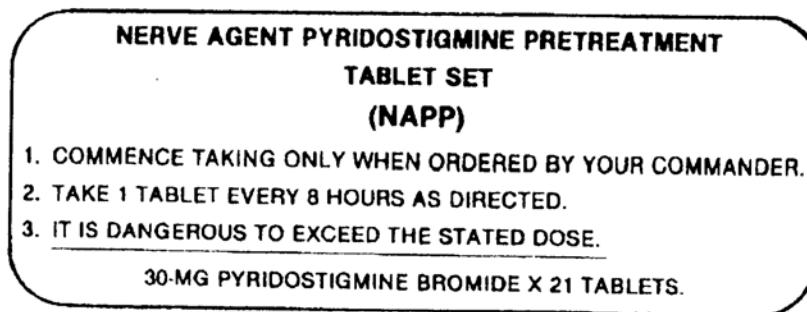 NERVE AGENT PYRIDOSTIGMINE PRETREATMENT
TABLET SET
(NAPP)
1. COMMENCE TAKING ONLY WHEN ORDERED BY YOUR COMMANDER.
2. TAKE 1 TABLET EVERY 8 HOURS AS DIRECTED.
3. IT IS DANGEROUS TO EXCEED THE STATED DOSE.
30-MG PYRIDOSTIGMINE BROMIDE X 21 TABLETS.